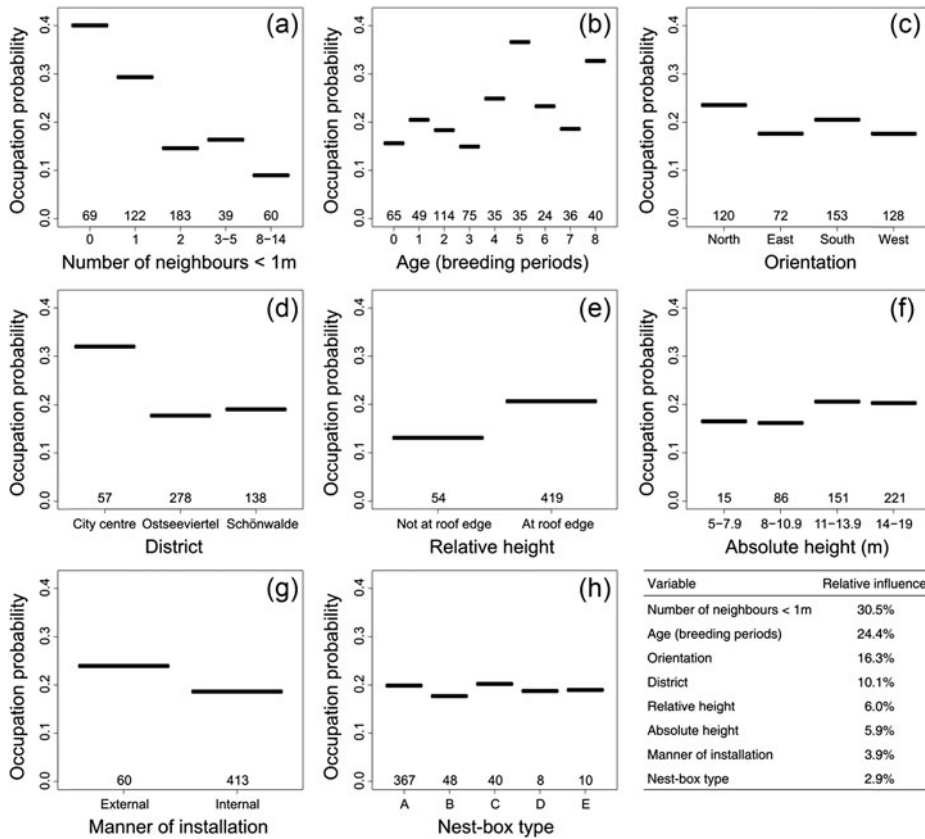 (a)
Occupation probability
0.0 0.1 0.2 0.3 0.4
69 122 183 39 60
0 1 2 3−5 8−14
Number of neighbours < 1m
(b)
Occupation probability
0.0 0.1 0.2 0.3 0.4
65 49 114 75 35 35 24 36 40
0 1 2 3 4 5 6 7 8
Age (breeding periods)
(c)
Occupation probability
0.0 0.1 0.2 0.3 0.4
120 72 153 128
North East South West
Orientation
(d)
Occupation probability
0.0 0.1 0.2 0.3 0.4
57 278 138
City centre Ostseeviertel Schönwalde
District
(e)
Occupation probability
0.0 0.1 0.2 0.3 0.4
54 419
Not at roof edge At roof edge
Relative height
(f)
Occupation probability
0.0 0.1 0.2 0.3 0.4
15 86 151 221
5−7.9 8−10.9 11−13.9 14−19
Absolute height (m)
(g)
Occupation probability
0.0 0.1 0.2 0.3 0.4
60 413
External Internal
Manner of installation
(h)
Occupation probability
0.0 0.1 0.2 0.3 0.4
367 48 40 8 10
A B C D E
Nest-box type
Variable Relative influence
Number of neighbours < 1m 30.5%
Age (breeding periods) 24.4%
Orientation 16.3%
District 10.1%
Relative height 6.0%
Absolute height 5.9%
Manner of installation 3.9%
Nest-box type 2.9%